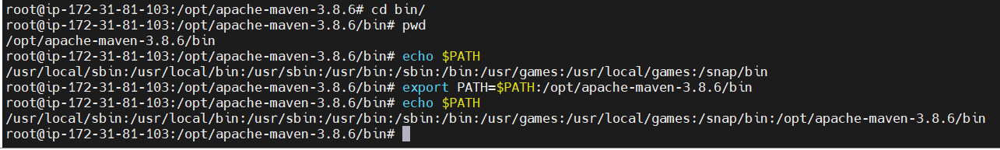 root@ip-172-31-81-103:/opt/apache-maven-3.8.6# cd bin/
root@ip-172-31-81-103:/opt/apache-maven-3.8.6/bin# pwd
/opt/apache-maven-3.8.6/bin
root@ip-172-31-81-103:/opt/apache-maven-3.8.6/bin# echo $PATH
/usr/local/sbin:/usr/local/bin:/usr/sbin:/usr/bin:/sbin:/bin:/usr/games:/usr/local/games:/snap/bin
root@ip-172-31-81-103:/opt/apache-maven-3.8.6/bin# export PATH=$PATH:/opt/apache-maven-3.8.6/bin
root@ip-172-31-81-103:/opt/apache-maven-3.8.6/bin# echo $PATH
/usr/local/sbin:/usr/local/bin:/usr/sbin:/usr/bin:/sbin:/bin:/usr/games:/usr/local/games:/snap/bin:/opt/apache-maven-3.8.6/bin
root@ip-172-31-81-103:/opt/apache-maven-3.8.6/bin#